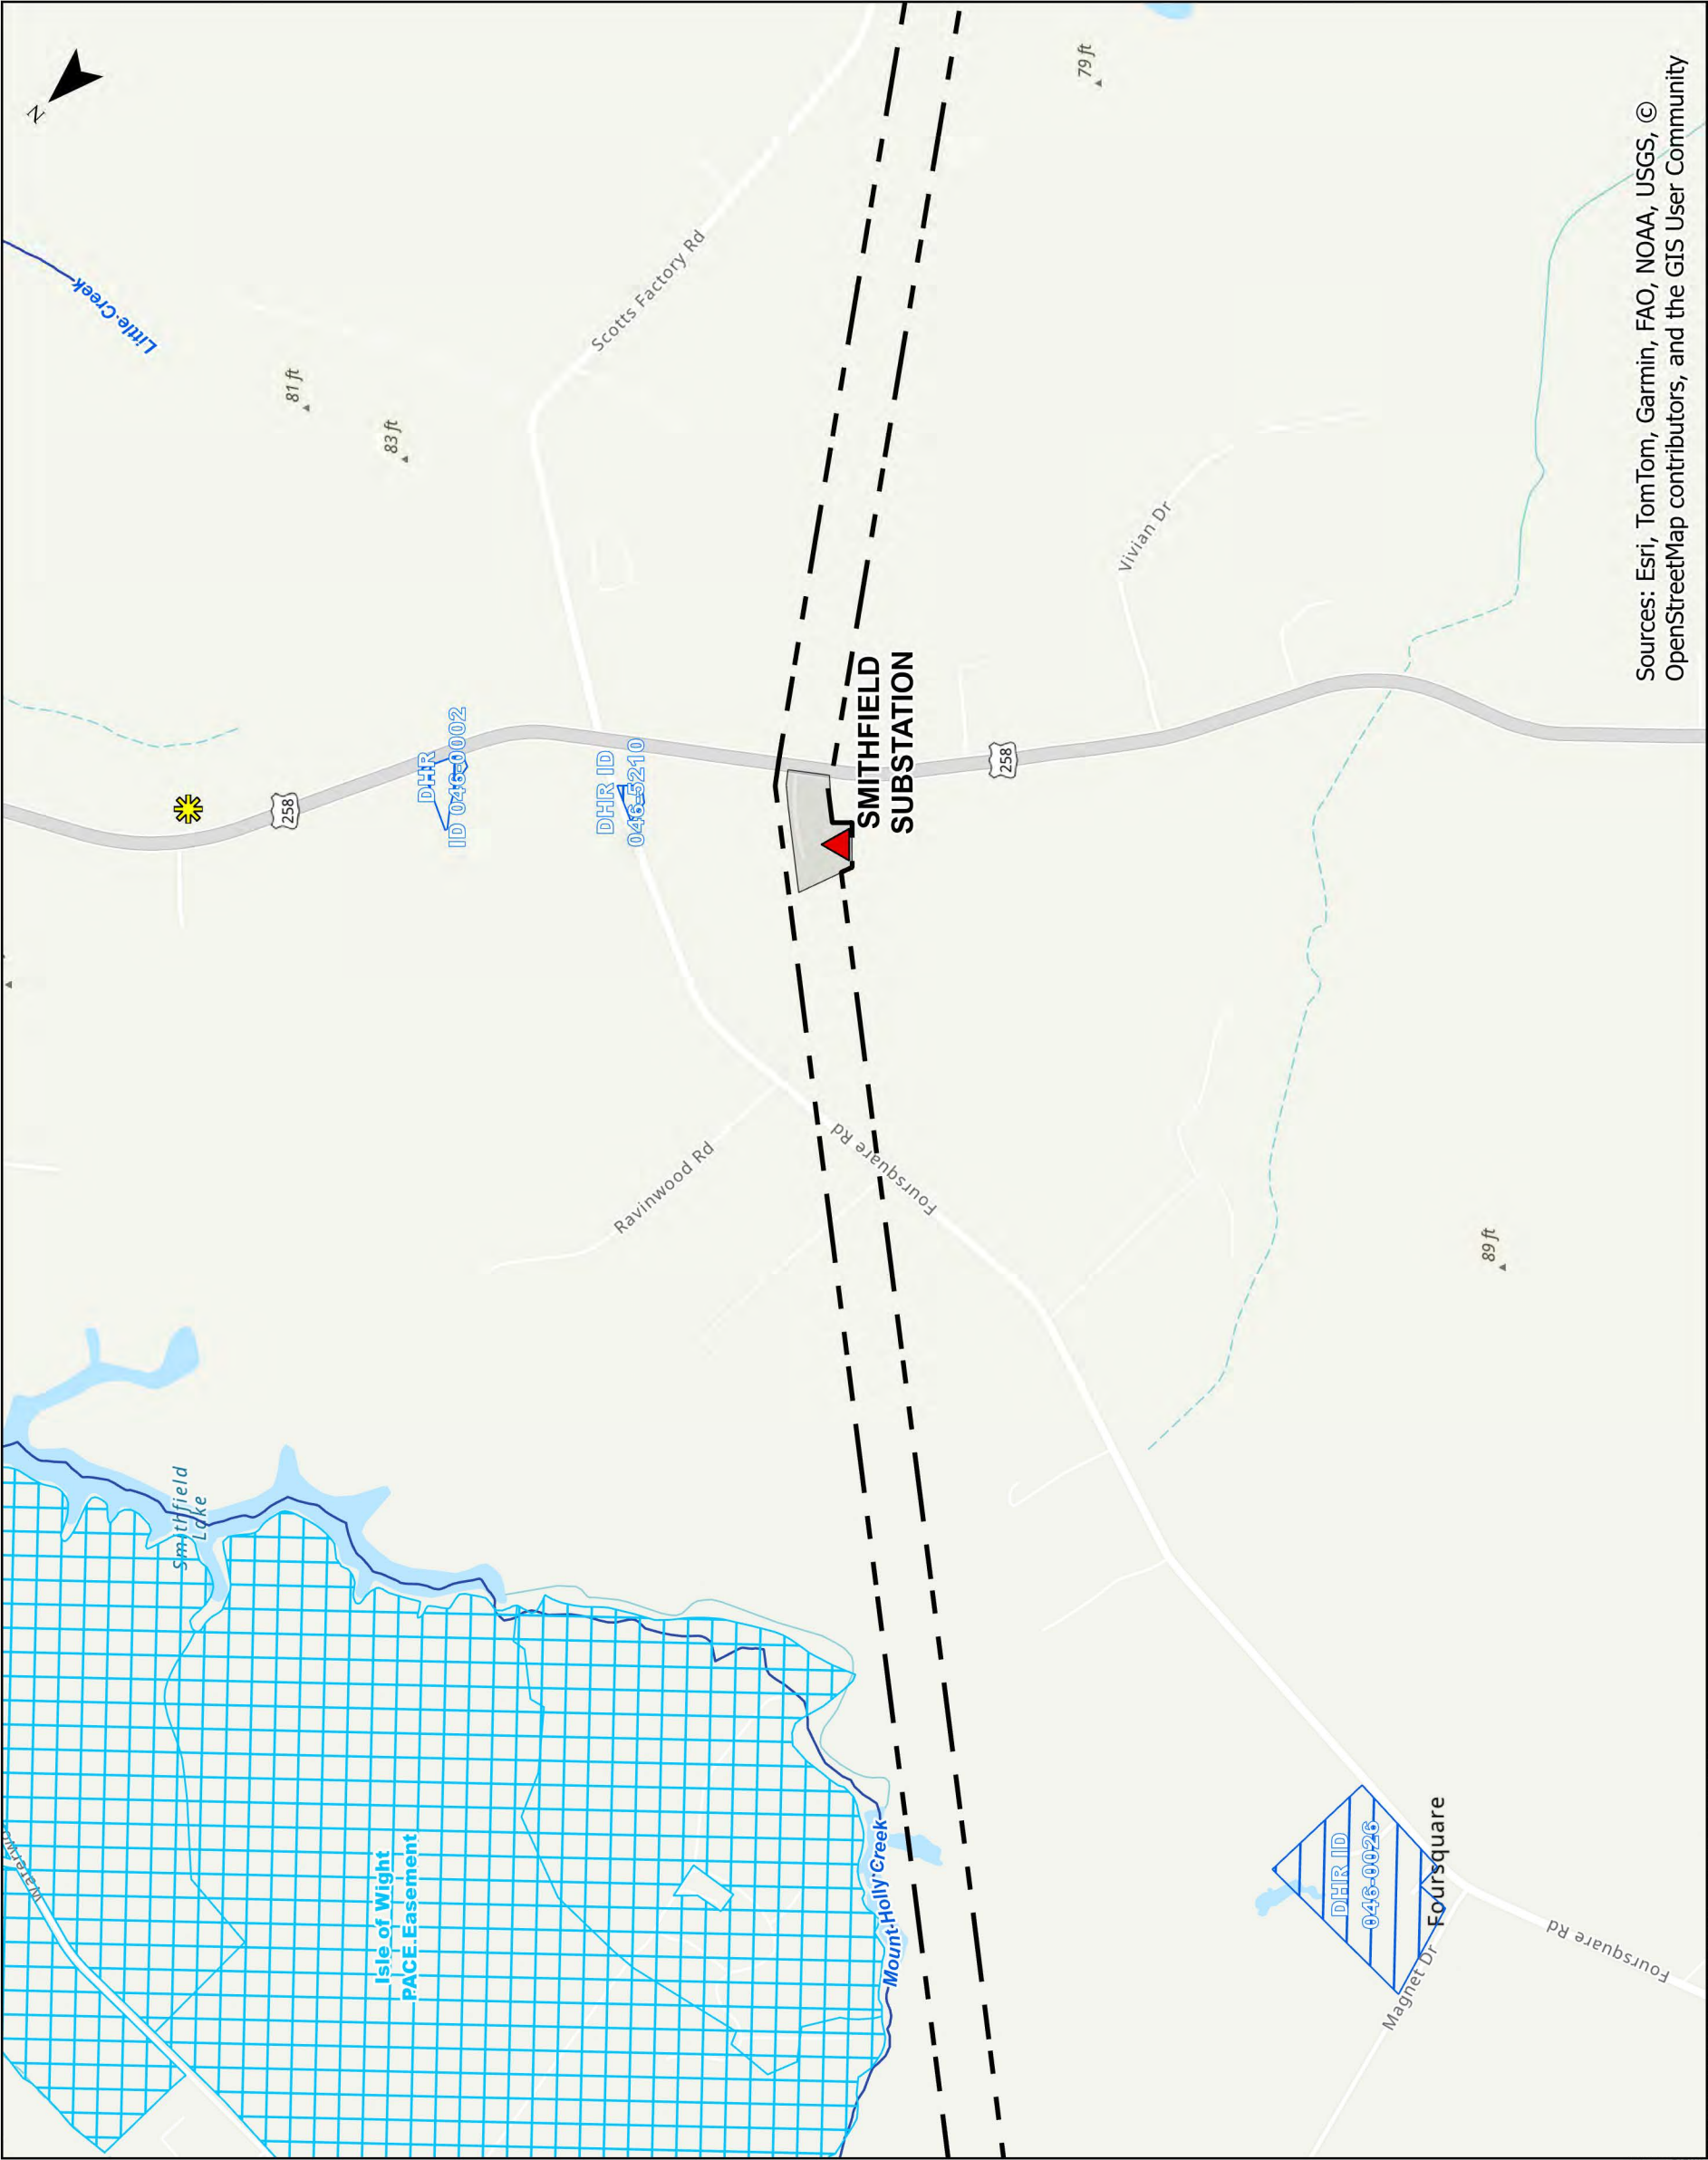 N
79 ft
Sources: Esri, TomTom, Garmin, FAO, NOAA, USGS, ©
OpenStreetMap contributors, and the GIS User Community
Little Creek
Scotts Factory Rd
81 ft
83 ft
Vivian Dr
DHR
ID 046-0002
DHR ID
046-5210
SMITHFIELD
SUBSTATION
258
258
Foursquare Rd
Ravinwood Rd
89 ft
Smithfield
Lake
Isle of Wight
PACE Easement
Mount Holly Creek
DHR ID
046-0026
Foursquare
Magnet Dr
Foursquare Rd